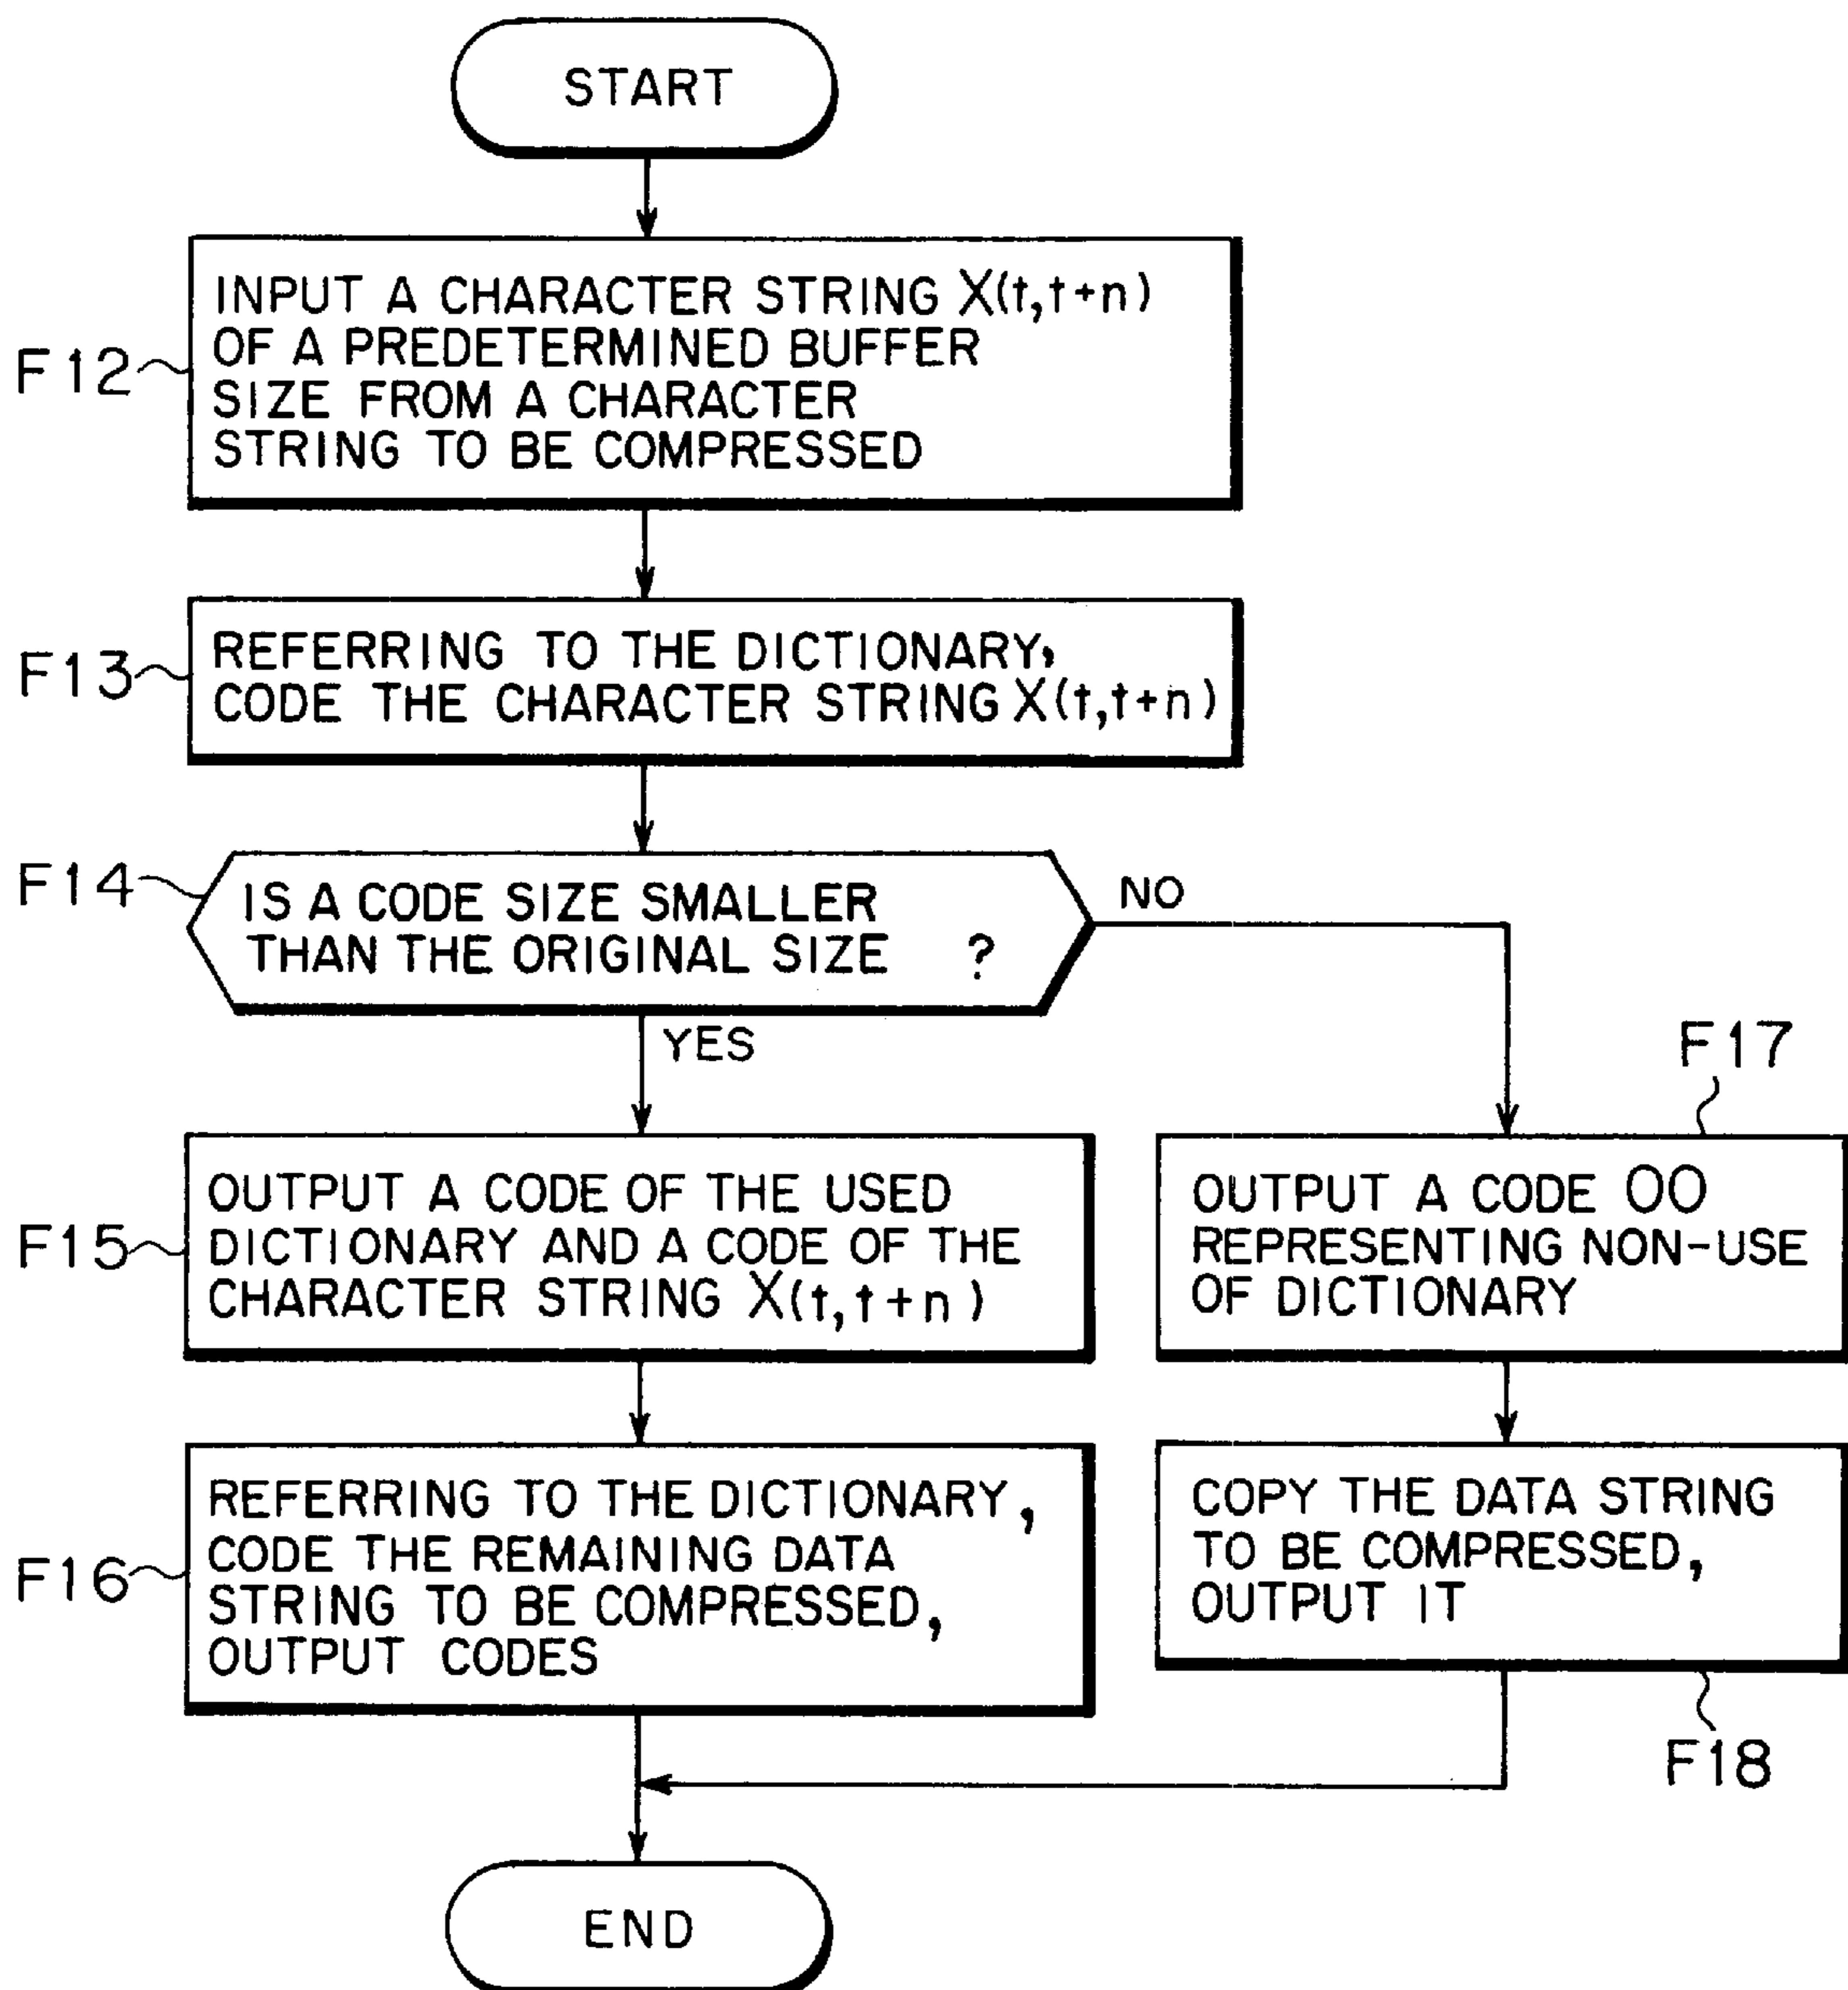 START
INPUT A CHARACTER STRING X(t,t+n)
OF A PREDETERMINED BUFFER
SIZE FROM A CHARACTER
STRING TO BE COMPRESSED
F12
REFERRING TO THE DICTIONARY,
CODE THE CHARACTER STRING X(t,t+n)
F13
F14
IS A CODE SIZE SMALLER
THAN THE ORIGINAL SIZE ?
NO
YES
F17
F15
OUTPUT A CODE OF THE USED
DICTIONARY AND A CODE OF THE
CHARACTER STRING X(t,t+n)
OUTPUT A CODE 00
REPRESENTING NON-USE
OF DICTIONARY
F16
REFERRING TO THE DICTIONARY,
CODE THE REMAINING DATA
STRING TO BE COMPRESSED,
OUTPUT CODES
COPY THE DATA STRING
TO BE COMPRESSED,
OUTPUT IT
F18
END